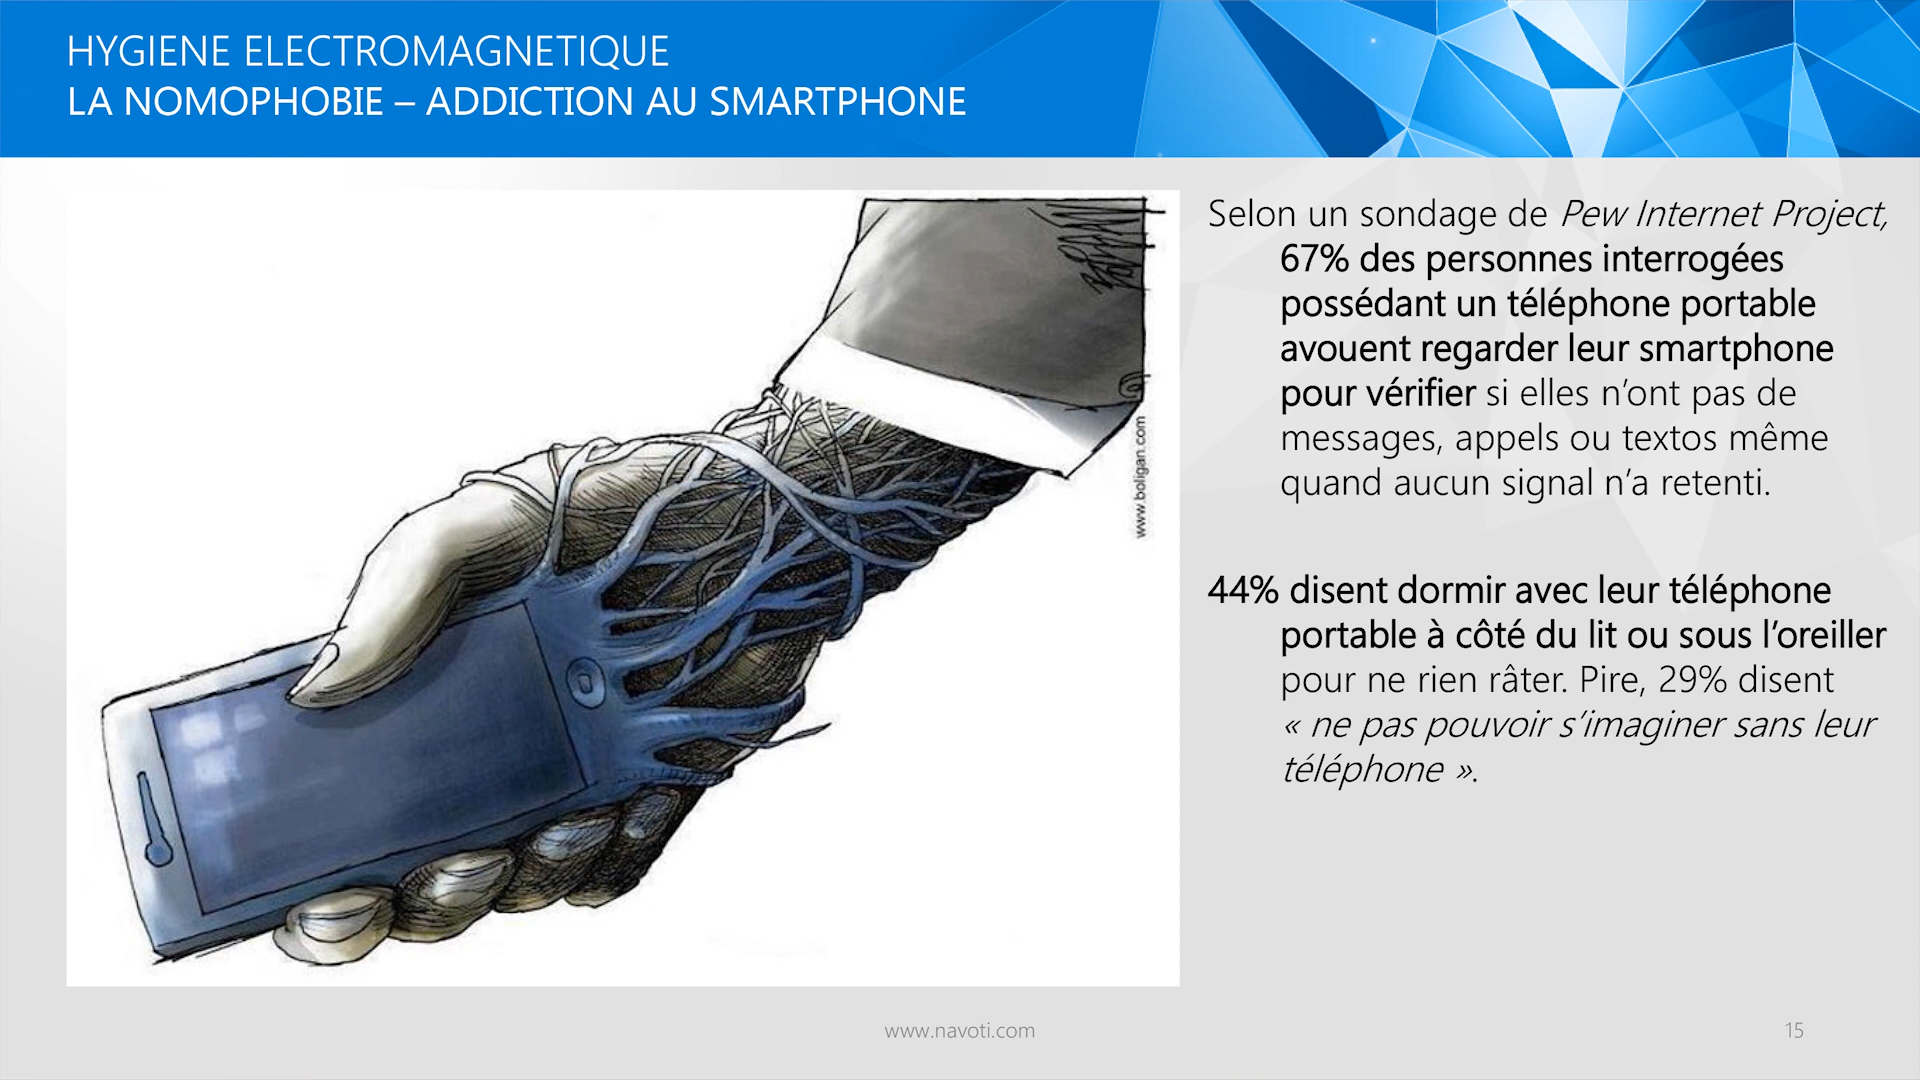 HYGIENE ELECTROMAGNETIQUE
LA NOMOPHOBIE – ADDICTION AU SMARTPHONE
Selon un sondage de Pew Internet Project,
67% des personnes interrogées
possédant un téléphone portable
avouent regarder leur smartphone
pour vérifier si elles n’ont pas de
messages, appels ou textos même
quand aucun signal n’a retenti.
44% disent dormir avec leur téléphone
portable à côté du lit ou sous l’oreiller
pour ne rien râter. Pire, 29% disent
« ne pas pouvoir s’imaginer sans leur
téléphone ».
www.boligan.com
www.navoti.com
15